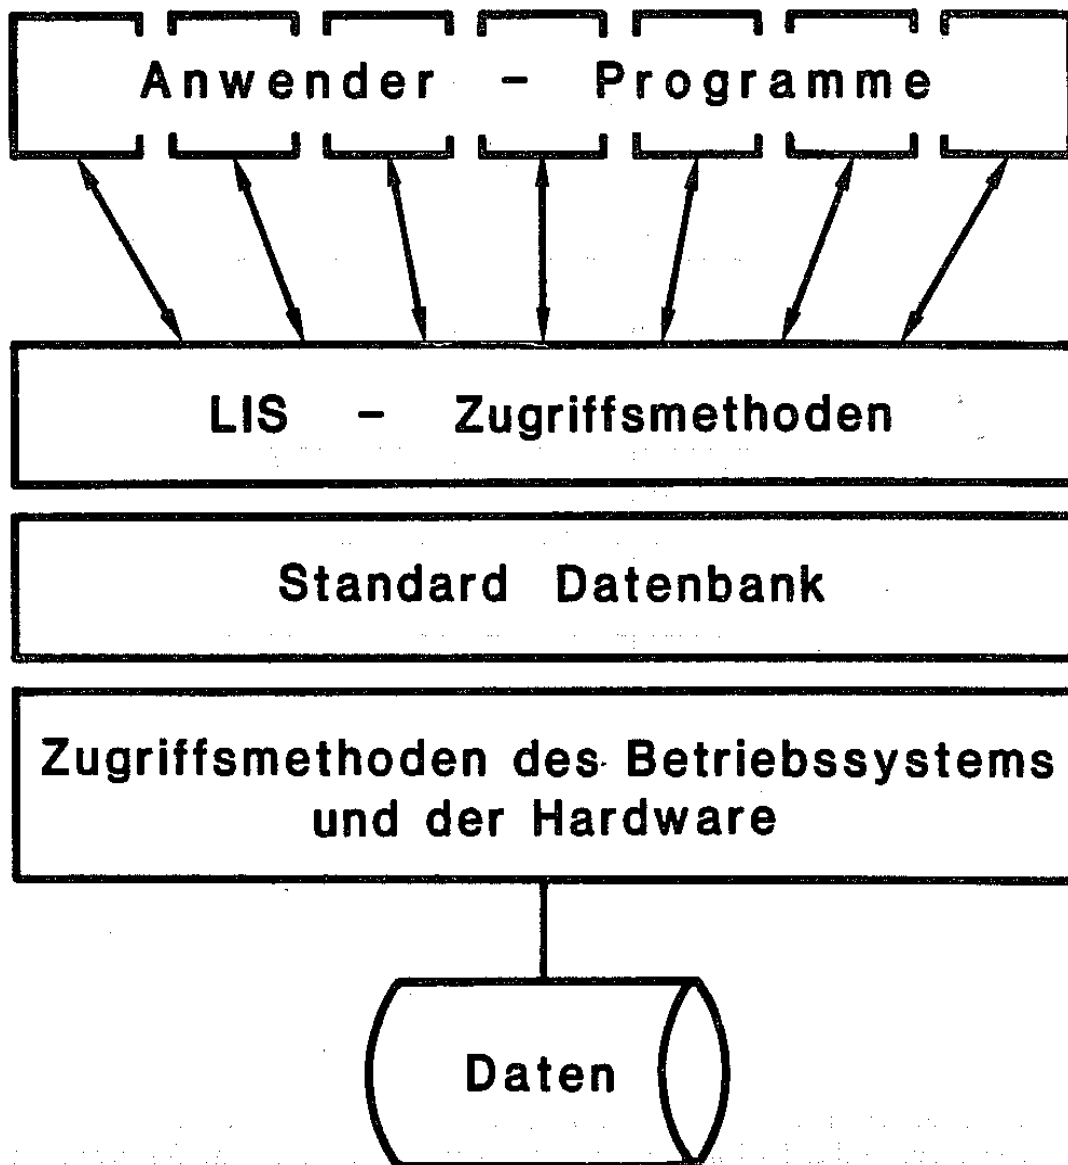 Anwender - Programme
LIS - Zugriffsmethoden
Standard Datenbank
Zugriffsmethoden des Betriebssystems
und der Hardware
Daten